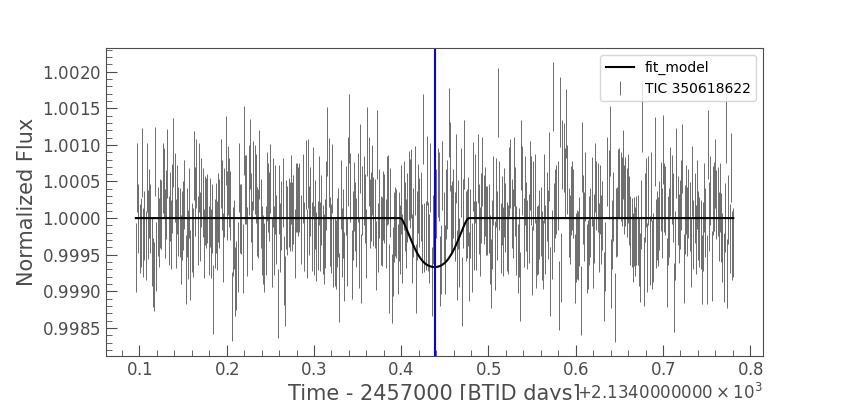 fit_model
TIC 350618622
Normalized Flux
1.0020
1.0015
1.0010
1.0005
1.0000
0.9995
0.9990
0.9985
0.1 0.2 0.3 0.4 0.5 0.6 0.7 0.8
Time - 2457000 [BTJD days]
+2.1340000000 × 10³